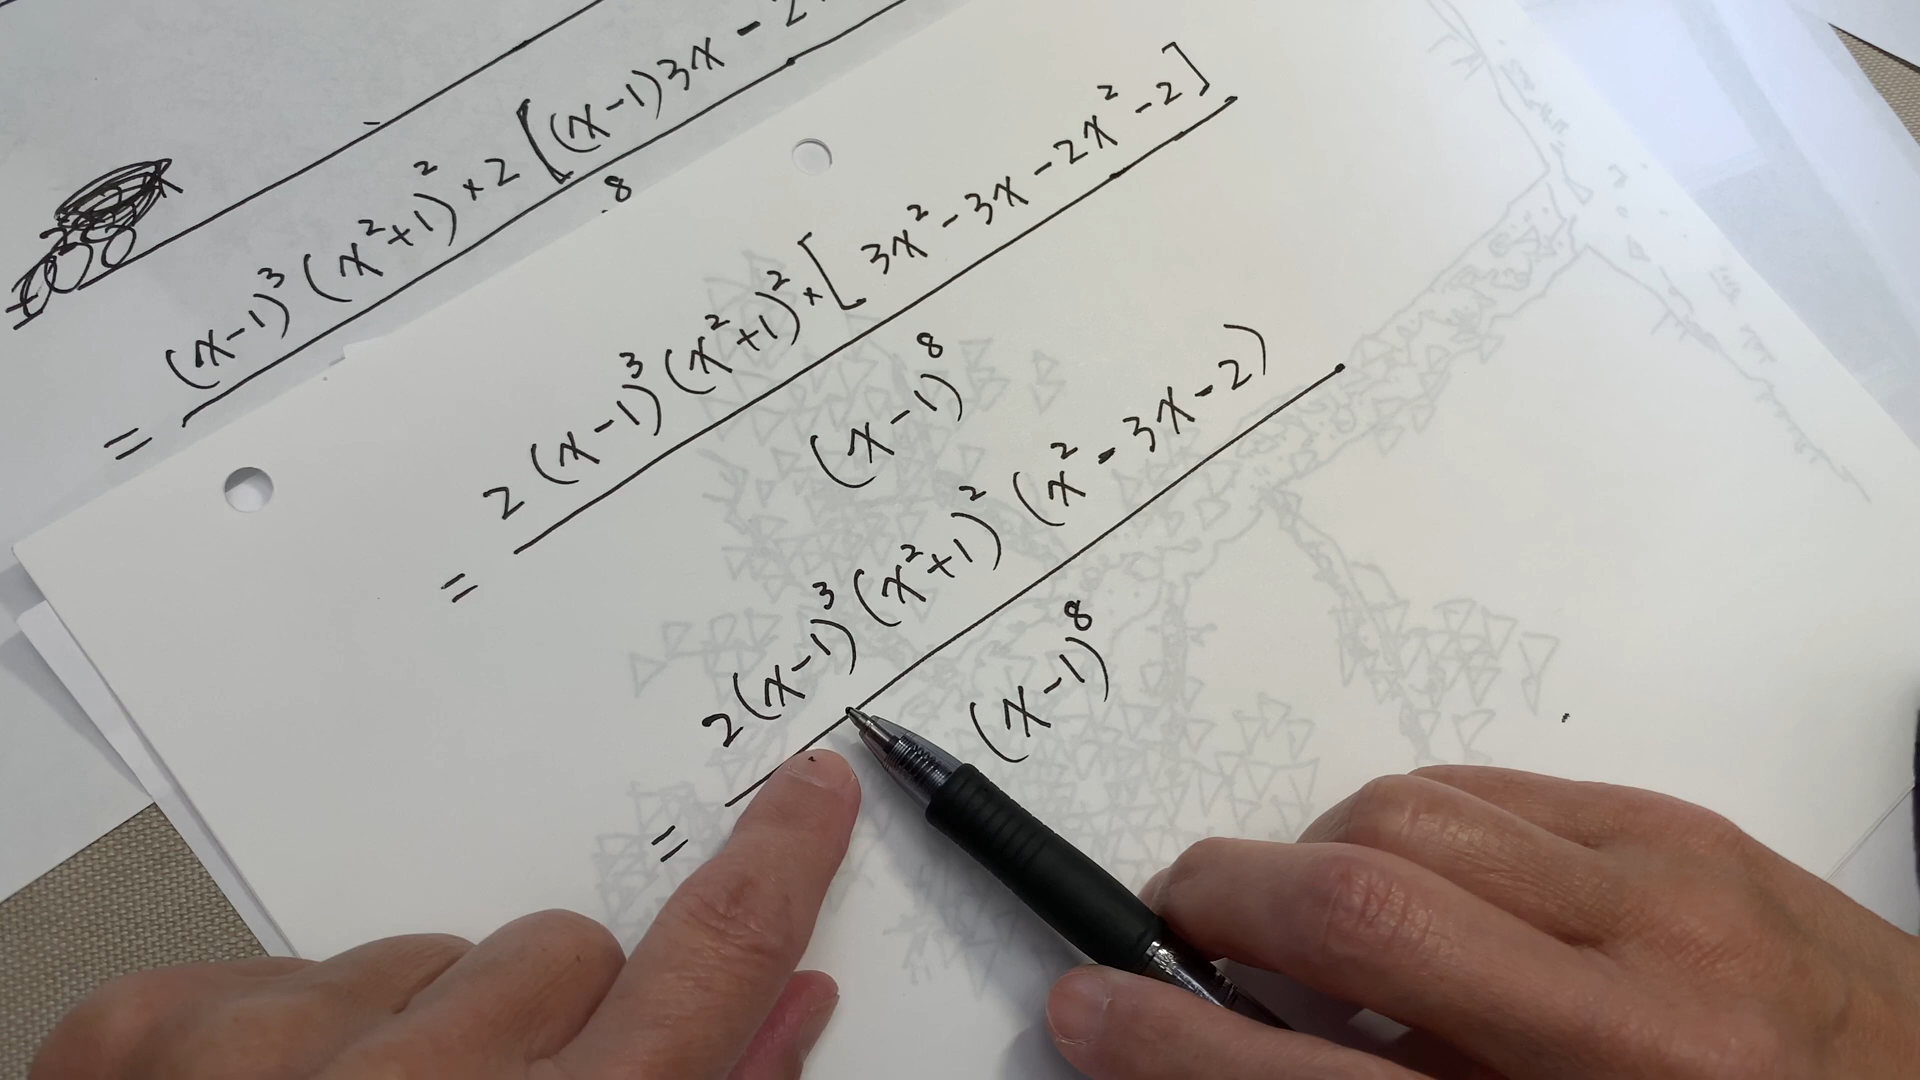 = (x-1)³ (x²+1)² × 2 [(x-1)3x - 2
8
= 2(x-1)³ (x²+1)² × [3x² - 3x - 2x² - 2]
(x-1)⁸
= 2(x-1)³ (x²+1)² (x² - 3x - 2)
(x-1)⁸